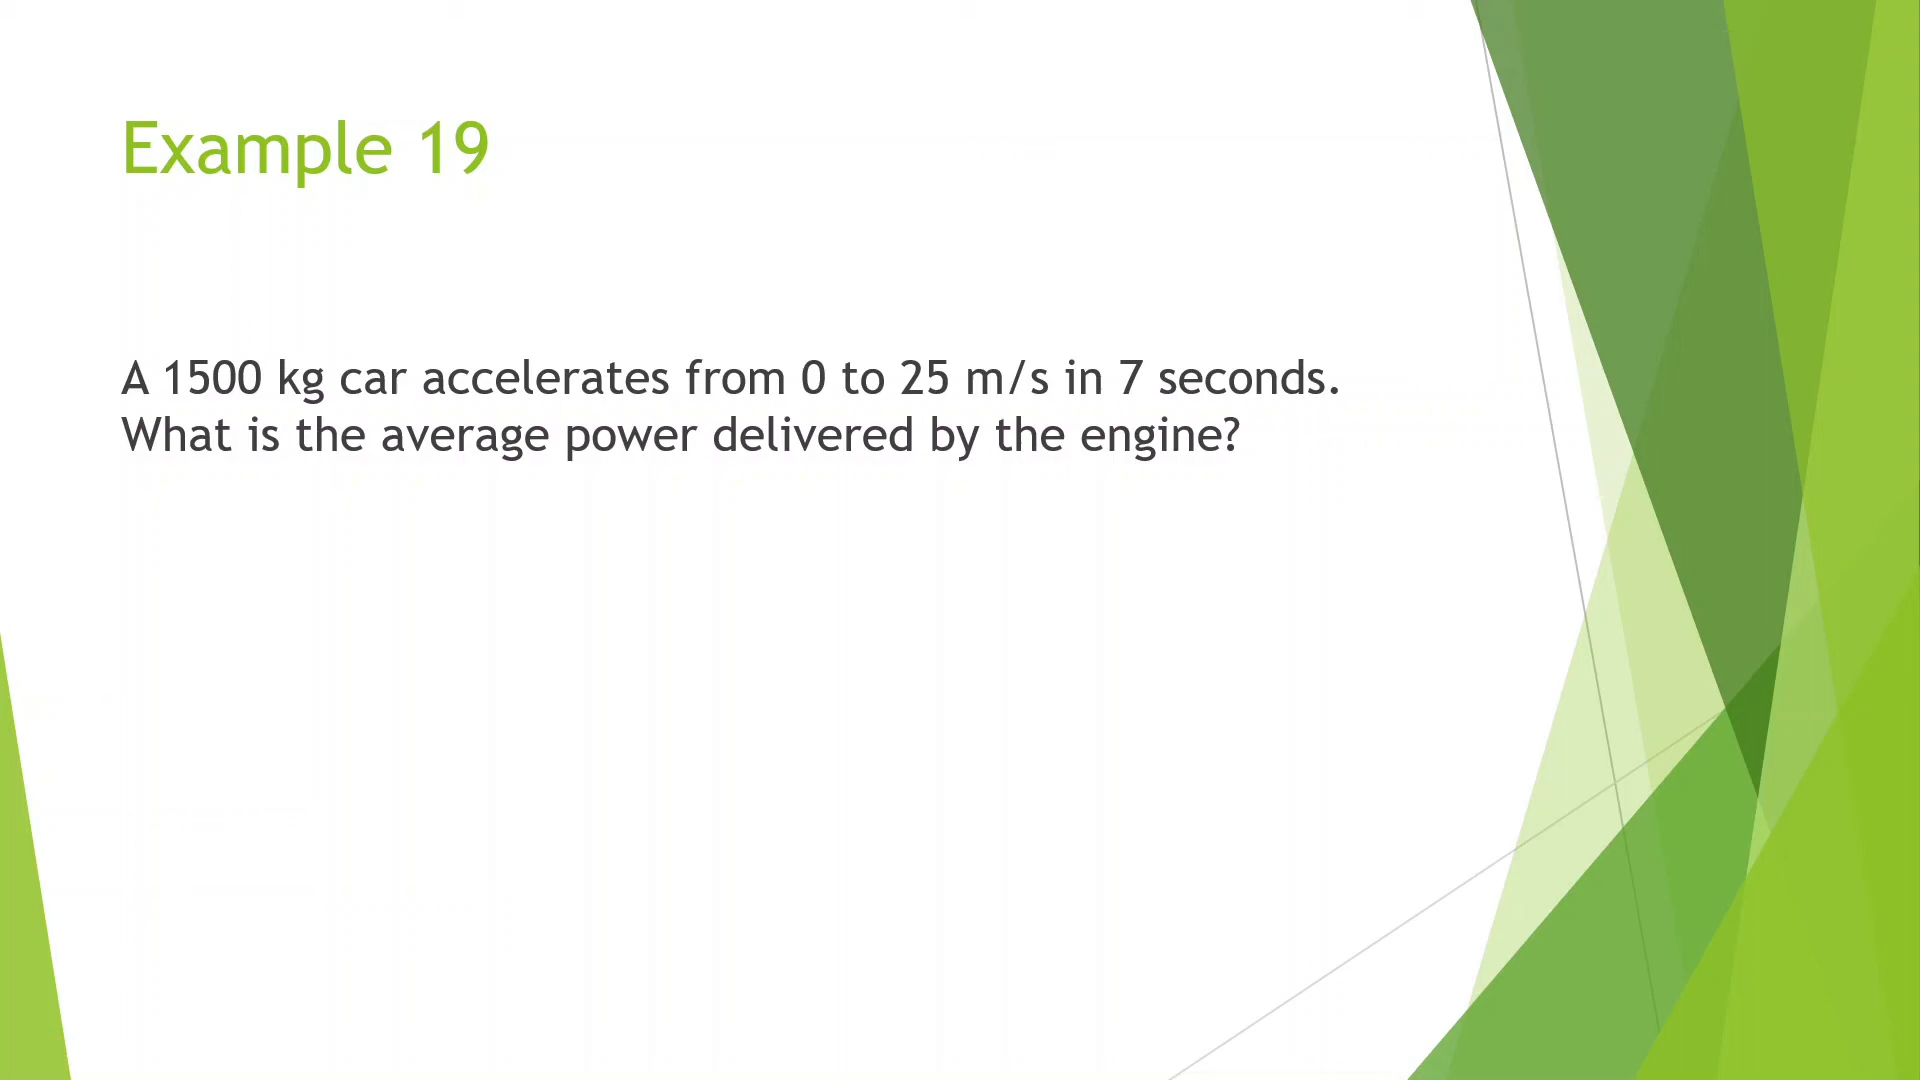 Example 19
A 1500 kg car accelerates from 0 to 25 m/s in 7 seconds.
What is the average power delivered by the engine?